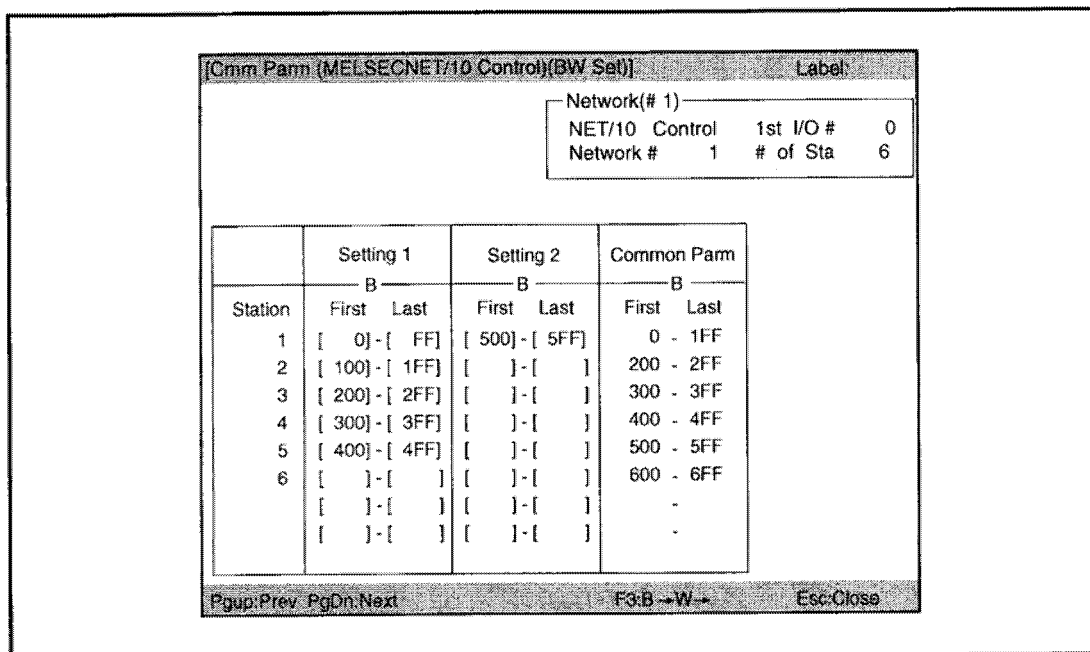 [Cmm Parm (MELSECNET/10 Control)(BW Set)] Label:
Network(# 1)
NET/10 Control 1st I/O # 0
Network # 1 # of Sta 6
Setting 1 Setting 2 Common Parm
B B B
Station First Last First Last First Last
1 [ 0] - [ FF] [ 500] - [ 5FF] 0 - 1FF
2 [ 100] - [ 1FF] [ ] - [ ] 200 - 2FF
3 [ 200] - [ 2FF] [ ] - [ ] 300 - 3FF
4 [ 300] - [ 3FF] [ ] - [ ] 400 - 4FF
5 [ 400] - [ 4FF] [ ] - [ ] 500 - 5FF
6 [ ] - [ ] [ ] - [ ] 600 - 6FF
[ ] - [ ] [ ] - [ ] -
[ ] - [ ] [ ] - [ ] -
Pgup:Prev PgDn:Next F3:B→W→ Esc:Close